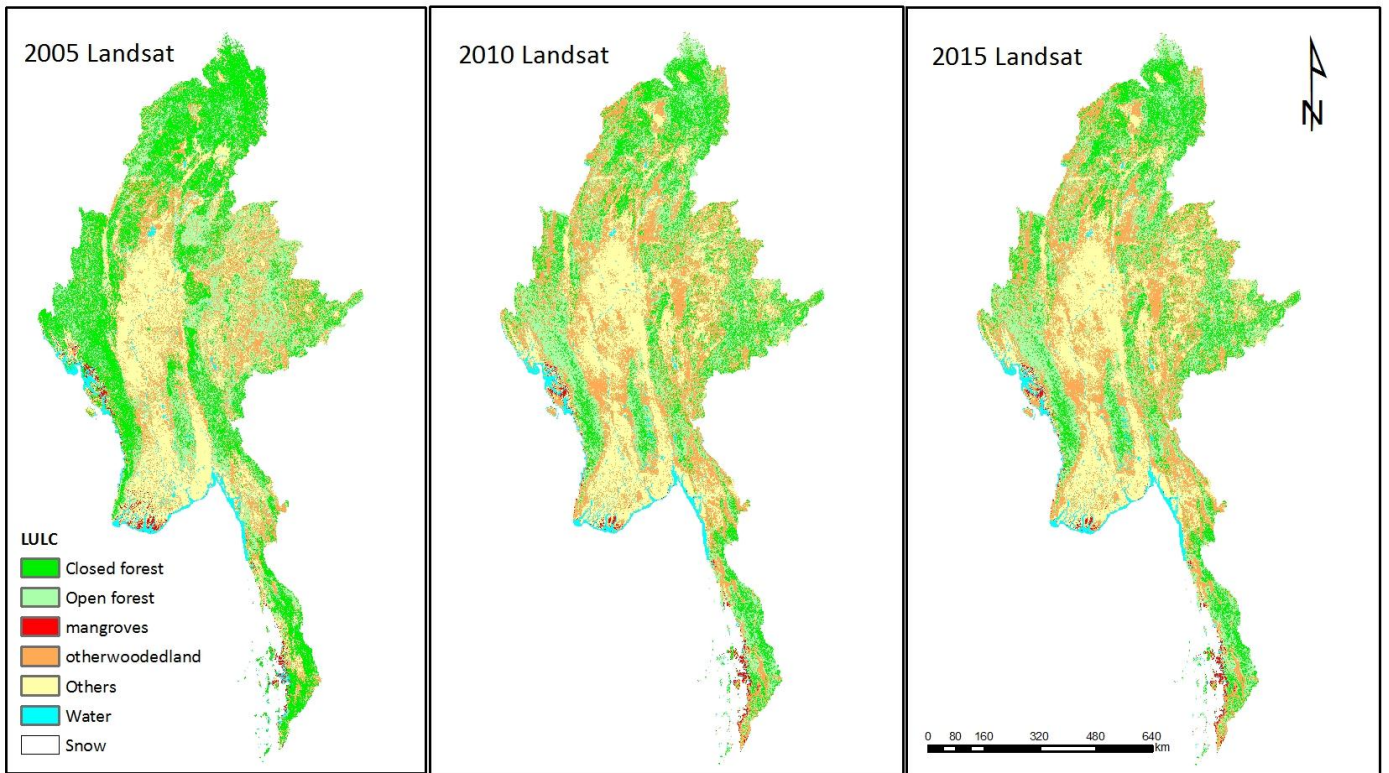 2005 Landsat
2010 Landsat
2015 Landsat
N
LULC
Closed forest
Open forest
mangroves
otherwoodedland
Others
Water
Snow
0 80 160 320 480 640
km